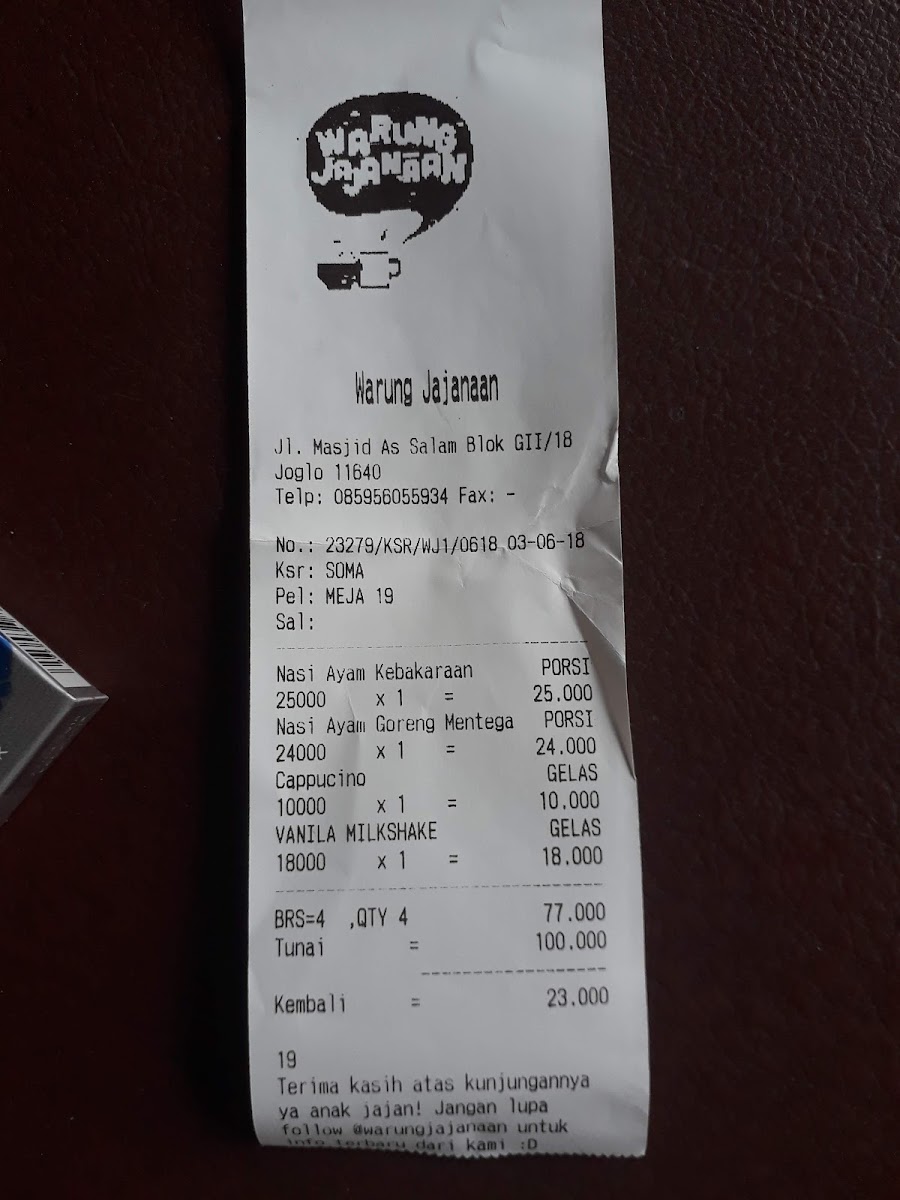 WARUNG
JAJANAAN
Warung Jajanaan
Jl. Masjid As Salam Blok GII/18
Joglo 11640
Telp: 085956055934 Fax: -
No.: 23279/KSR/WJ1/0618 03-06-18
Ksr: SOMA
Pel: MEJA 19
Sal:
Nasi Ayam Kebakaraan PORSI
25000 x 1 = 25.000
Nasi Ayam Goreng Mentega PORSI
24000 x 1 = 24.000
Cappucino GELAS
10000 x 1 = 10.000
VANILA MILKSHAKE GELAS
18000 x 1 = 18.000
BRS=4 ,QTY 4 77.000
Tunai = 100.000
Kembali = 23.000
19
Terima kasih atas kunjungannya
ya anak jajan! Jangan lupa
follow @warungjajanaan untuk
info terbaru dari kami :D